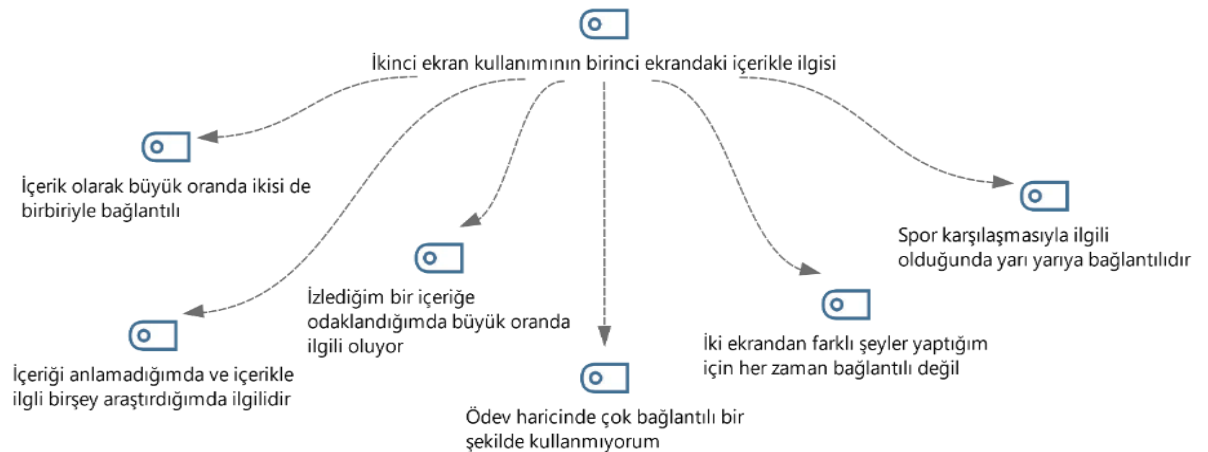 İkinci ekran kullanımının birinci ekrandaki içerikle ilgisi
İçerik olarak büyük oranda ikisi de
birbiriyle bağlantılı
Spor karşılaşmasıyla ilgili
olduğunda yarı yarıya bağlantılıdır
İzlediğim bir içeriğe
odaklandığımda büyük oranda
ilgili oluyor
İki ekrandan farklı şeyler yaptığım
için her zaman bağlantılı değil
İçeriği anlamadığımda ve içerikle
ilgli birşey araştırdığımda ilgilidir
Ödev haricinde çok bağlantılı bir
şekilde kullanmıyorum